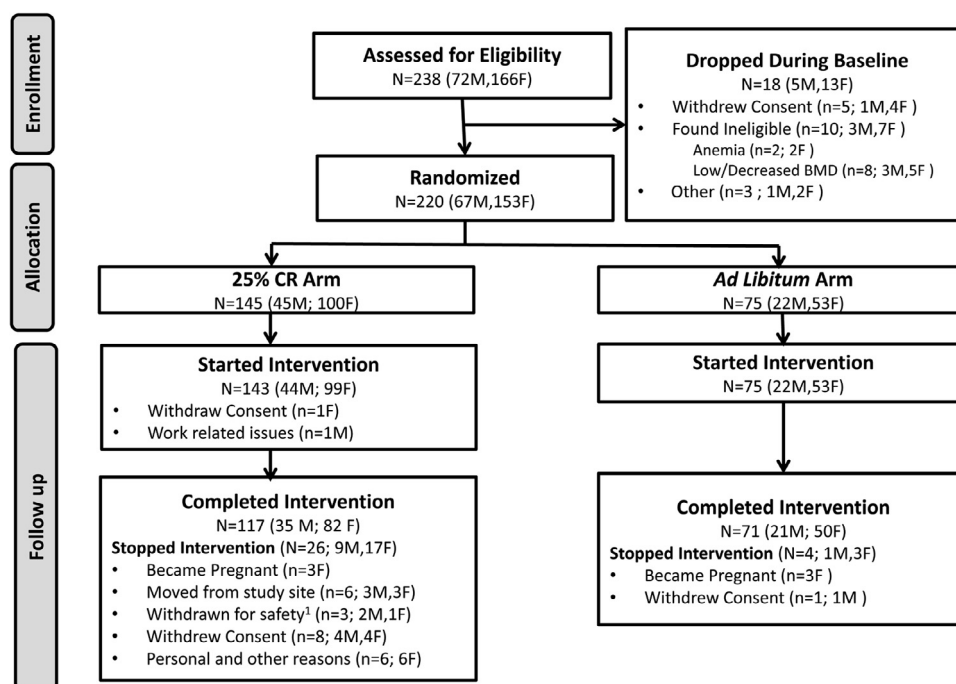 Enrollment
Assessed for Eligibility
N=238 (72M,166F)
Dropped During Baseline
N=18 (5M,13F)
• Withdrew Consent (n=5; 1M,4F )
• Found Ineligible (n=10; 3M,7F )
Anemia (n=2; 2F )
Low/Decreased BMD (n=8; 3M,5F )
• Other (n=3 ; 1M,2F )
Randomized
N=220 (67M,153F)
Allocation
25% CR Arm
N=145 (45M; 100F)
Ad Libitum Arm
N=75 (22M,53F)
Follow up
Started Intervention
N=143 (44M; 99F)
• Withdraw Consent (n=1F)
• Work related issues (n=1M)
Started Intervention
N=75 (22M,53F)
Completed Intervention
N=117 (35 M; 82 F)
Stopped Intervention (N=26; 9M,17F)
• Became Pregnant (n=3F)
• Moved from study site (n=6; 3M,3F)
• Withdrawn for safety¹ (n=3; 2M,1F)
• Withdrew Consent (n=8; 4M,4F)
• Personal and other reasons (n=6; 6F)
Completed Intervention
N=71 (21M; 50F)
Stopped Intervention (N=4; 1M,3F)
• Became Pregnant (n=3F )
• Withdrew Consent (n=1; 1M )